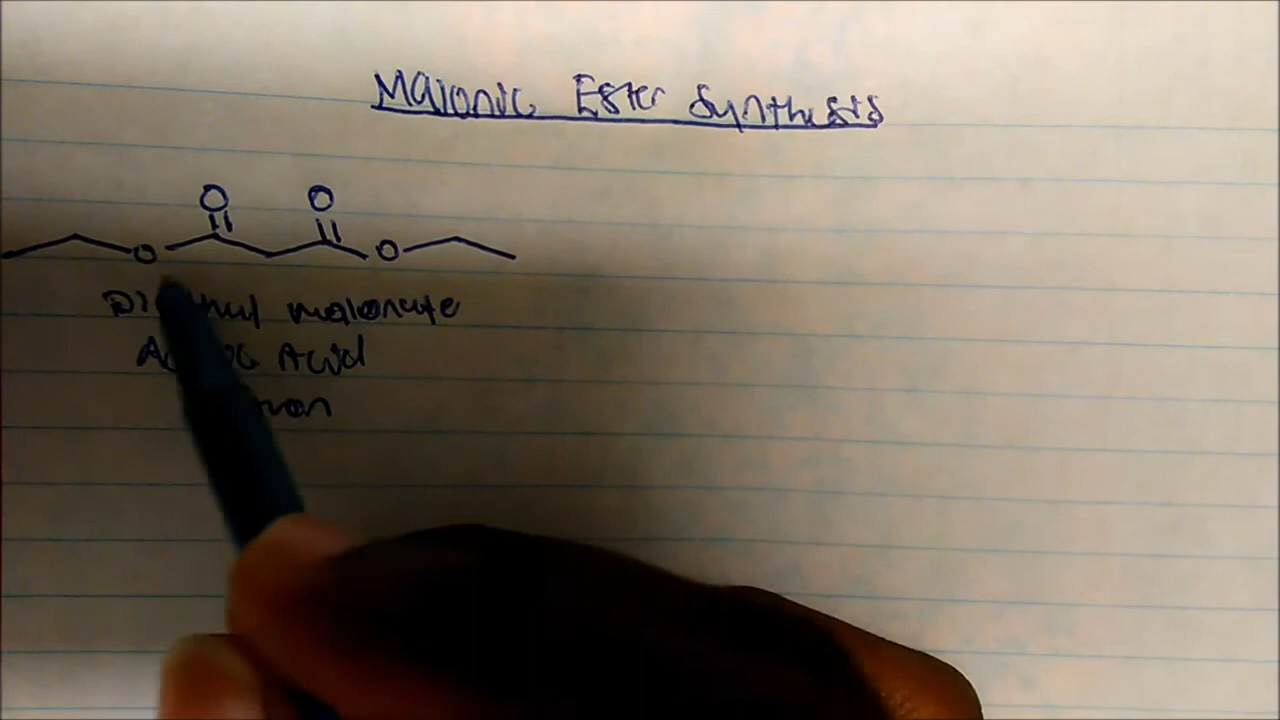 Malonic Ester Synthesis
O O
O O
malonate
Acid